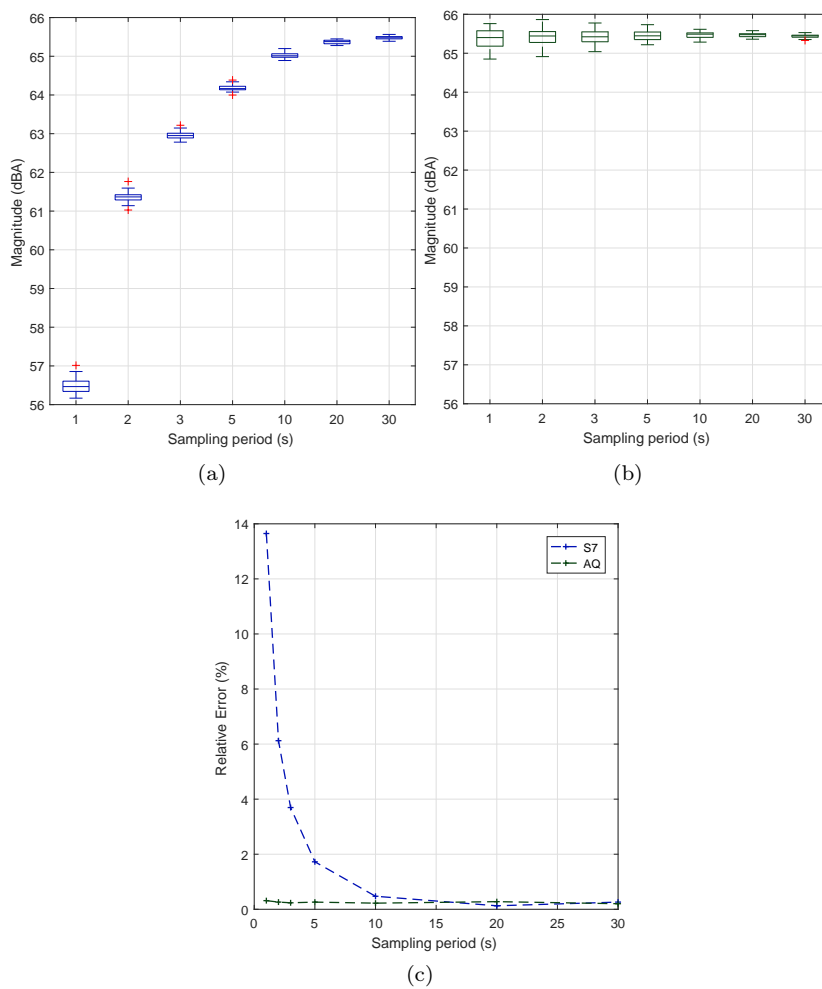 66
65
64
63
62
61
60
59
58
57
56
Magnitude (dBA)
1 2 3 5 10 20 30
Sampling period (s)
(a)
66
65
64
63
62
61
60
59
58
57
56
Magnitude (dBA)
1 2 3 5 10 20 30
Sampling period (s)
(b)
14
12
10
8
6
4
2
0
Relative Error (%)
S7
AQ
0 5 10 15 20 25 30
Sampling period (s)
(c)